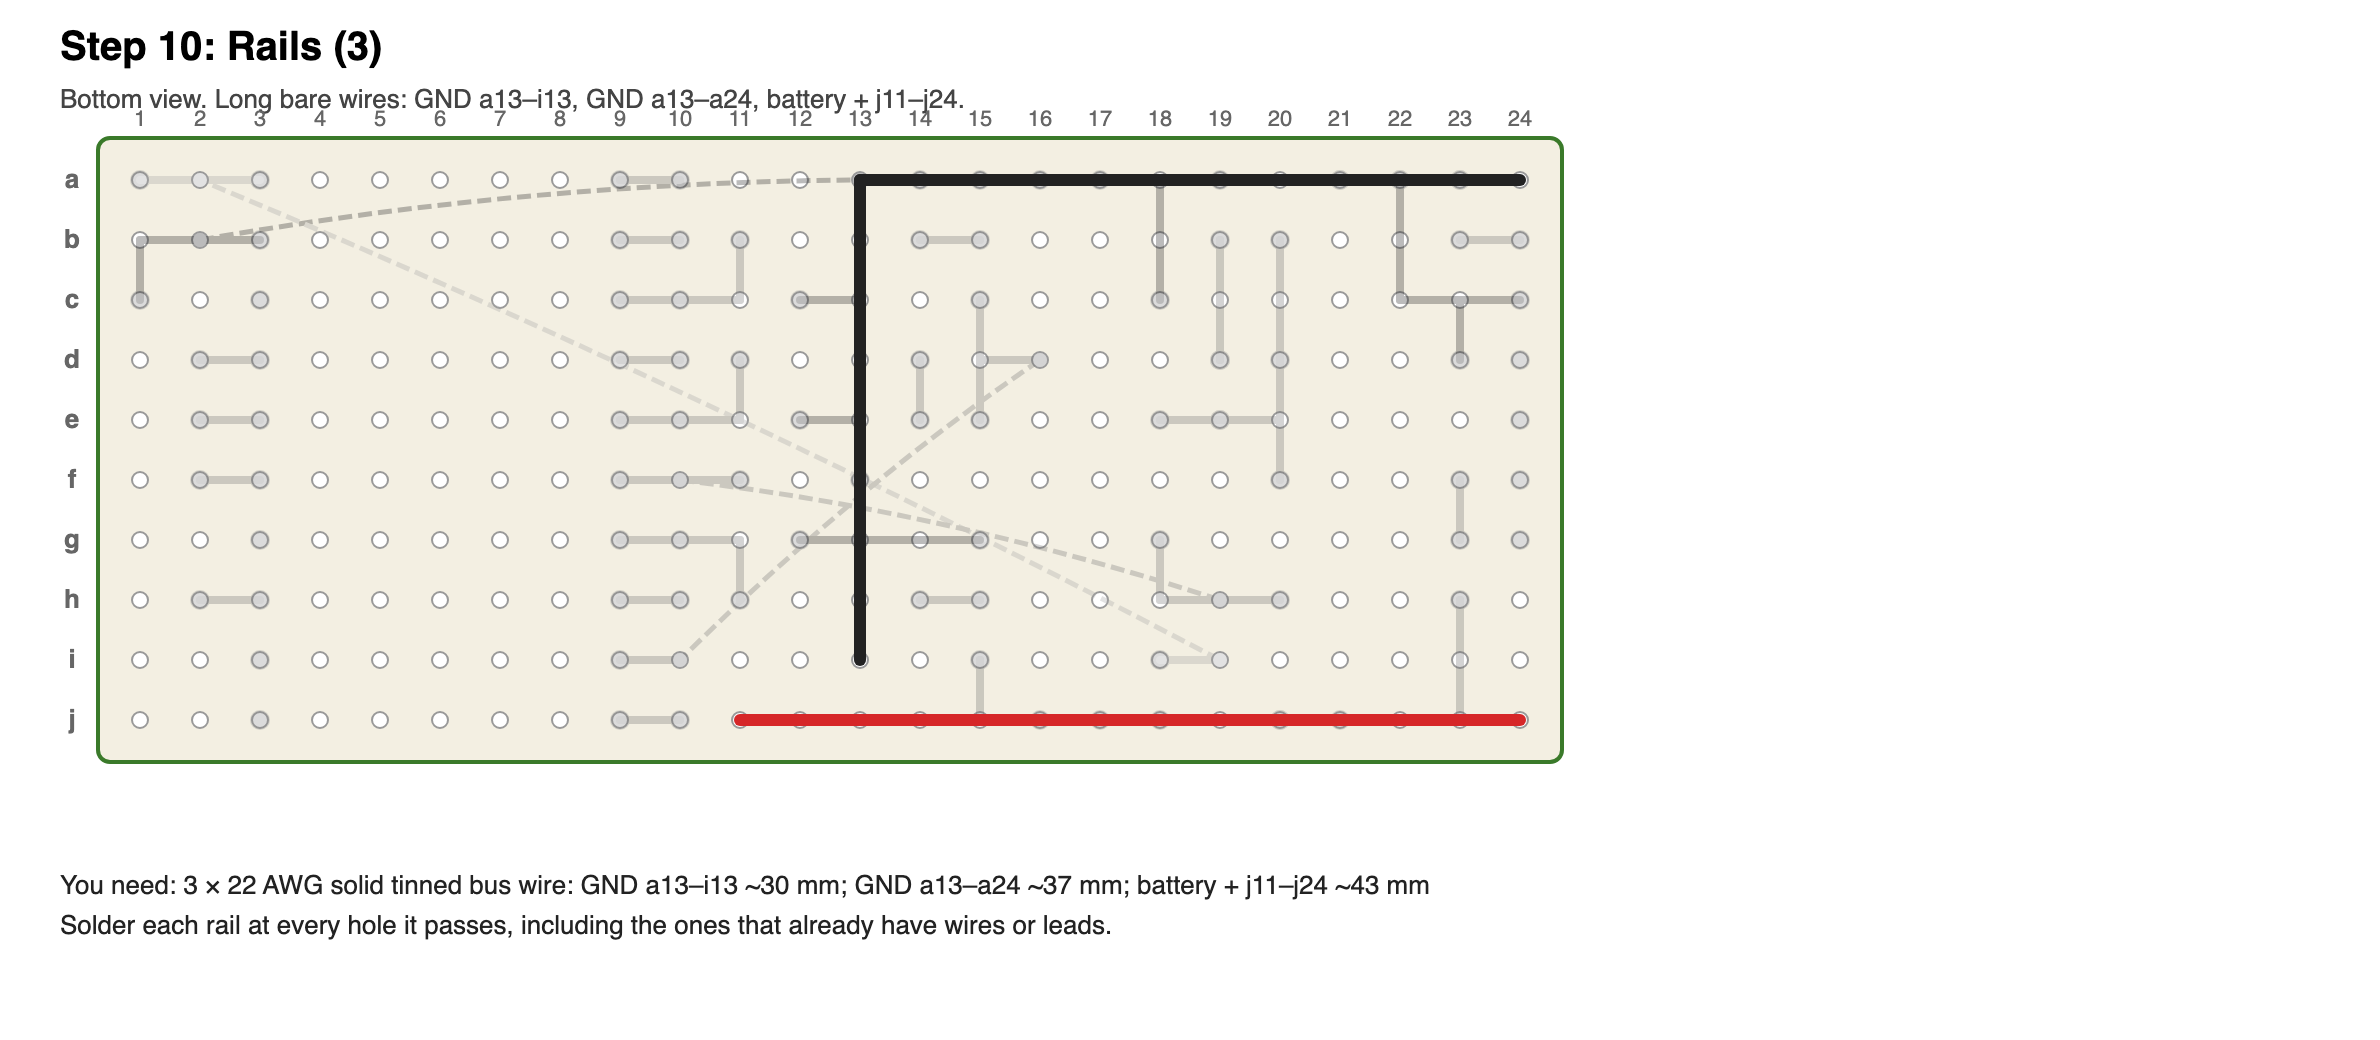 Step 10: Rails (3)
Bottom view. Long bare wires: GND a13–i13, GND a13–a24, battery + j11–j24.
1 2 3 4 5 6 7 8 9 10 11 12 13 14 15 16 17 18 19 20 21 22 23 24
a
b
c
d
e
f
g
h
i
j
You need: 3 × 22 AWG solid tinned bus wire: GND a13–i13 ~30 mm; GND a13–a24 ~37 mm; battery + j11–j24 ~43 mm
Solder each rail at every hole it passes, including the ones that already have wires or leads.